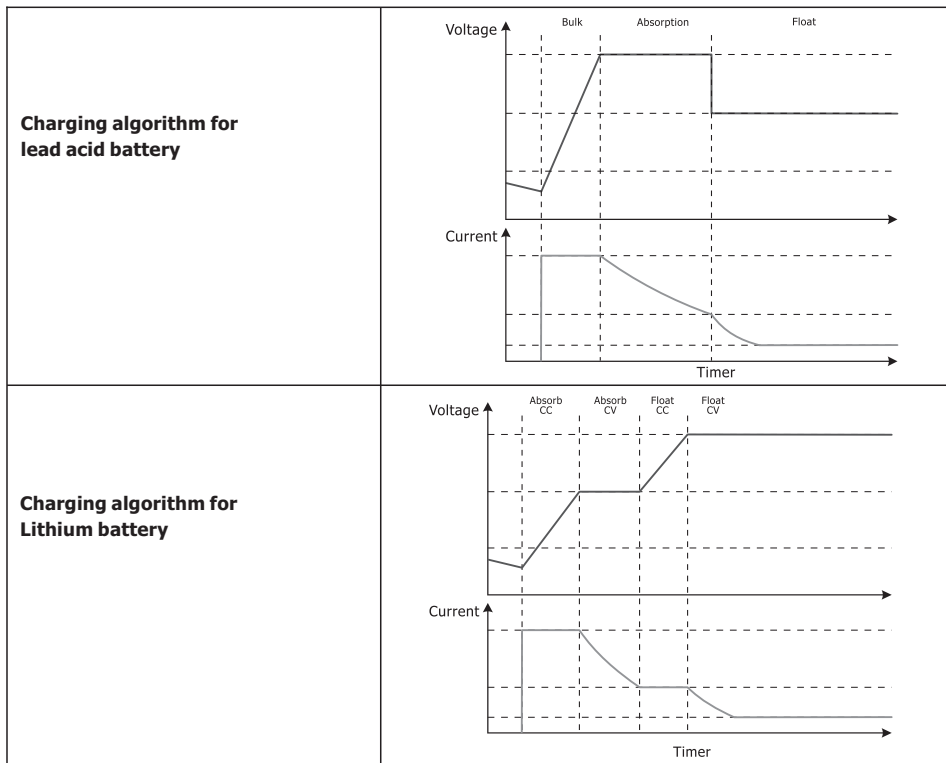 Charging algorithm for
lead acid battery
Voltage
Bulk
Absorption
Float
Current
Timer
Charging algorithm for
Lithium battery
Voltage
Absorb
CC
Absorb
CV
Float
CC
Float
CV
Current
Timer